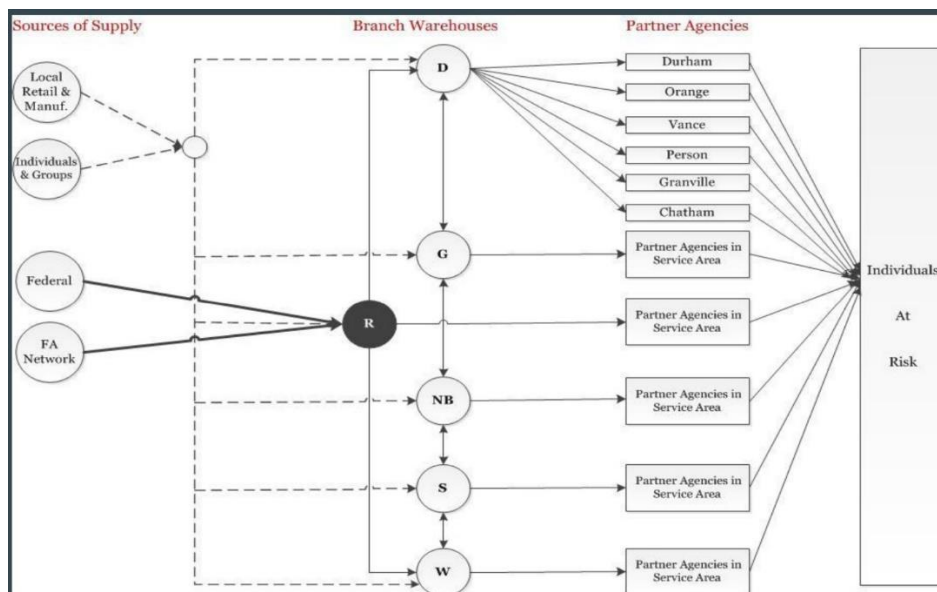 Sources of Supply
Branch Warehouses
Partner Agencies
Local
Retail &
Manuf.
Individuals
& Groups
Federal
FA
Network
D
G
R
NB
S
W
Durham
Orange
Vance
Person
Granville
Chatham
Partner Agencies in
Service Area
Partner Agencies in
Service Area
Partner Agencies in
Service Area
Partner Agencies in
Service Area
Partner Agencies in
Service Area
Individuals
At
Risk